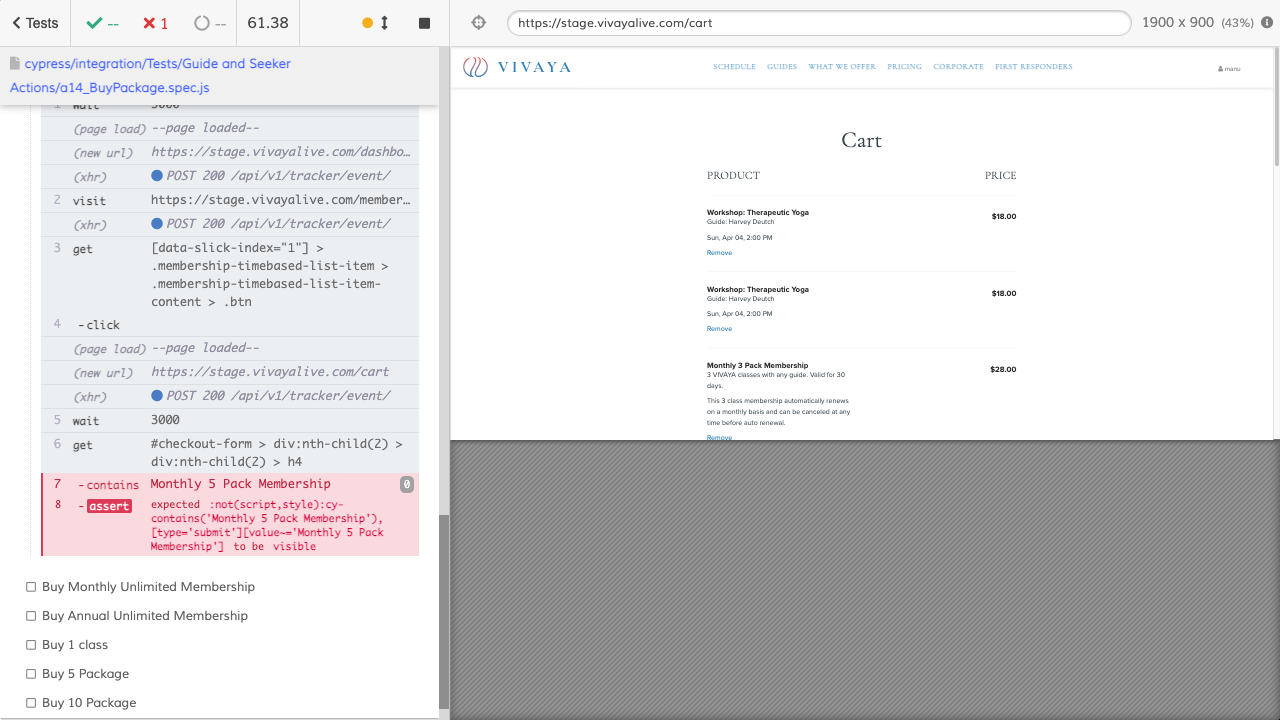 Tests
--
1
--
61.38
https://stage.vivayalive.com/cart
1900 x 900 (43%)
cypress/integration/Tests/Guide and Seeker
Actions/a14_BuyPackage.spec.js
1 wait 3000
(page load) --page loaded--
(new url) https://stage.vivayalive.com/dashbo…
(xhr) POST 200 /api/v1/tracker/event/
2 visit https://stage.vivayalive.com/member…
(xhr) POST 200 /api/v1/tracker/event/
3 get [data-slick-index="1"] >
.membership-timebased-list-item >
.membership-timebased-list-item-
content > .btn
4 -click
(page load) --page loaded--
(new url) https://stage.vivayalive.com/cart
(xhr) POST 200 /api/v1/tracker/event/
5 wait 3000
6 get #checkout-form > div:nth-child(2) >
div:nth-child(2) > h4
7 -contains Monthly 5 Pack Membership 0
8 -assert expected :not(script,style):cy-
contains('Monthly 5 Pack Membership'),
[type='submit'][value~='Monthly 5 Pack
Membership'] to be visible
Buy Monthly Unlimited Membership
Buy Annual Unlimited Membership
Buy 1 class
Buy 5 Package
Buy 10 Package
VIVAYA
SCHEDULE GUIDES WHAT WE OFFER PRICING CORPORATE FIRST RESPONDERS
manu
Cart
PRODUCT PRICE
Workshop: Therapeutic Yoga $18.00
Guide: Harvey Deutch
Sun, Apr 04, 2:00 PM
Remove
Workshop: Therapeutic Yoga $18.00
Guide: Harvey Deutch
Sun, Apr 04, 2:00 PM
Remove
Monthly 3 Pack Membership $28.00
3 VIVAYA classes with any guide. Valid for 30
days.
This 3 class membership automatically renews
on a monthly basis and can be canceled at any
time before auto renewal.
Remove